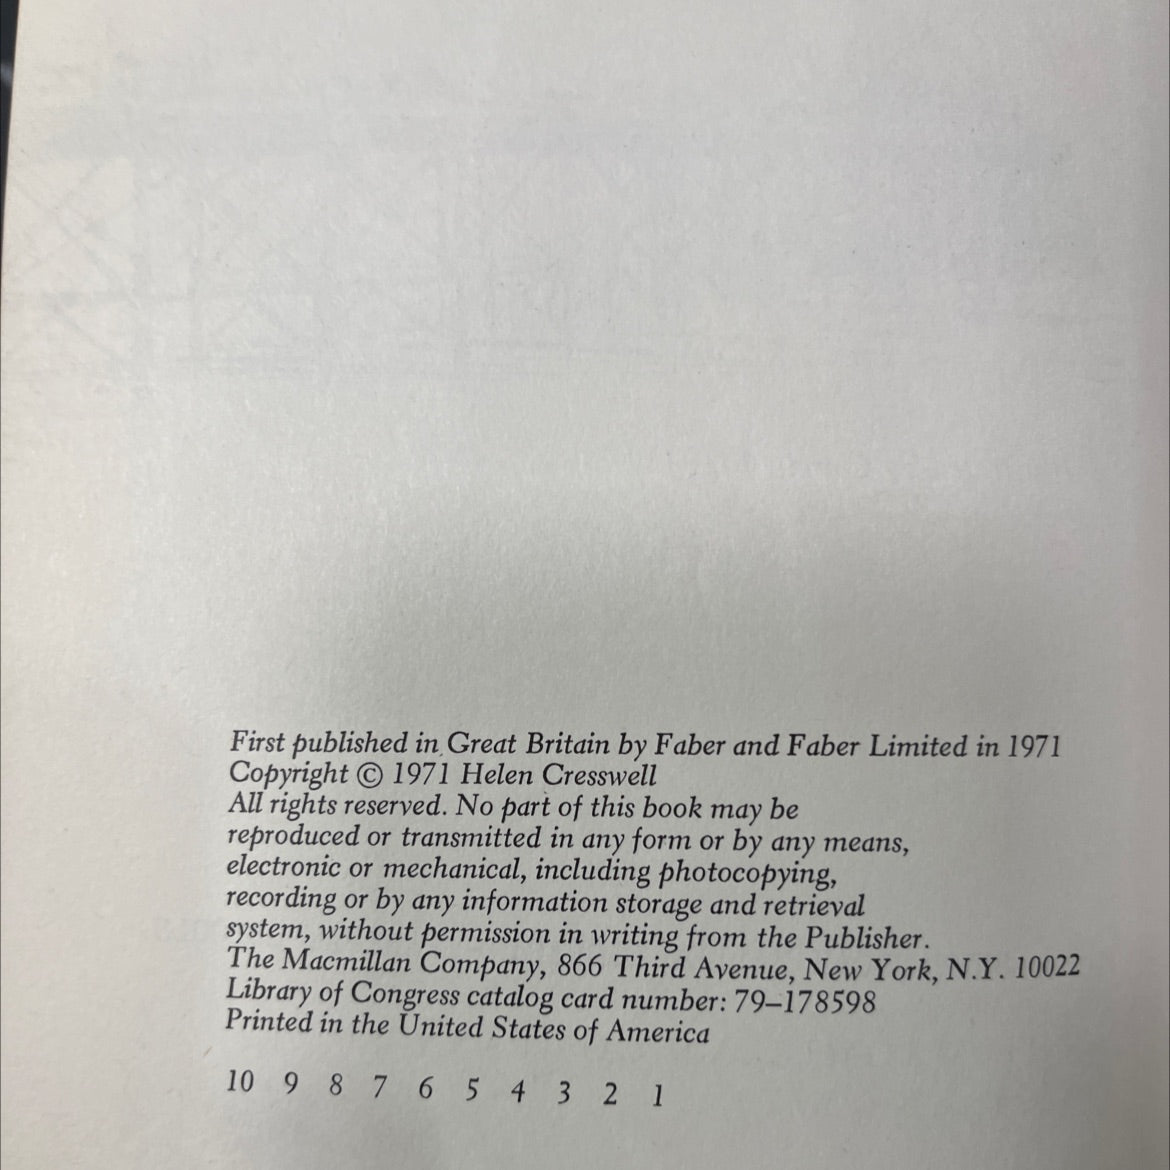 First published in Great Britain by Faber and Faber Limited in 1971
Copyright © 1971 Helen Cresswell
All rights reserved. No part of this book may be
reproduced or transmitted in any form or by any means,
electronic or mechanical, including photocopying,
recording or by any information storage and retrieval
system, without permission in writing from the Publisher.
The Macmillan Company, 866 Third Avenue, New York, N.Y. 10022
Library of Congress catalog card number: 79–178598
Printed in the United States of America
10 9 8 7 6 5 4 3 2 1